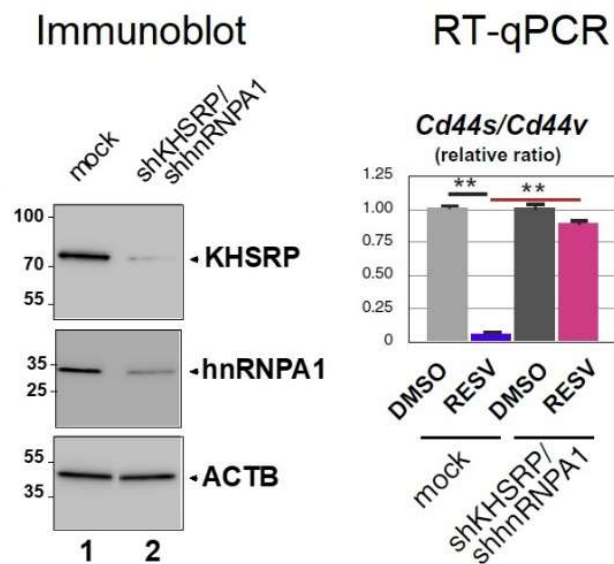 Immunoblot
mock
shKHSRP/
shhnRNPA1
100
70
55
KHSRP
35
25
hnRNPA1
55
35
ACTB
1 2
RT-qPCR
Cd44s/Cd44v
(relative ratio)
1.25
1.00
0.75
0.25
0
** **
DMSO RESV DMSO RESV
mock
shKHSRP/
shhnRNPA1